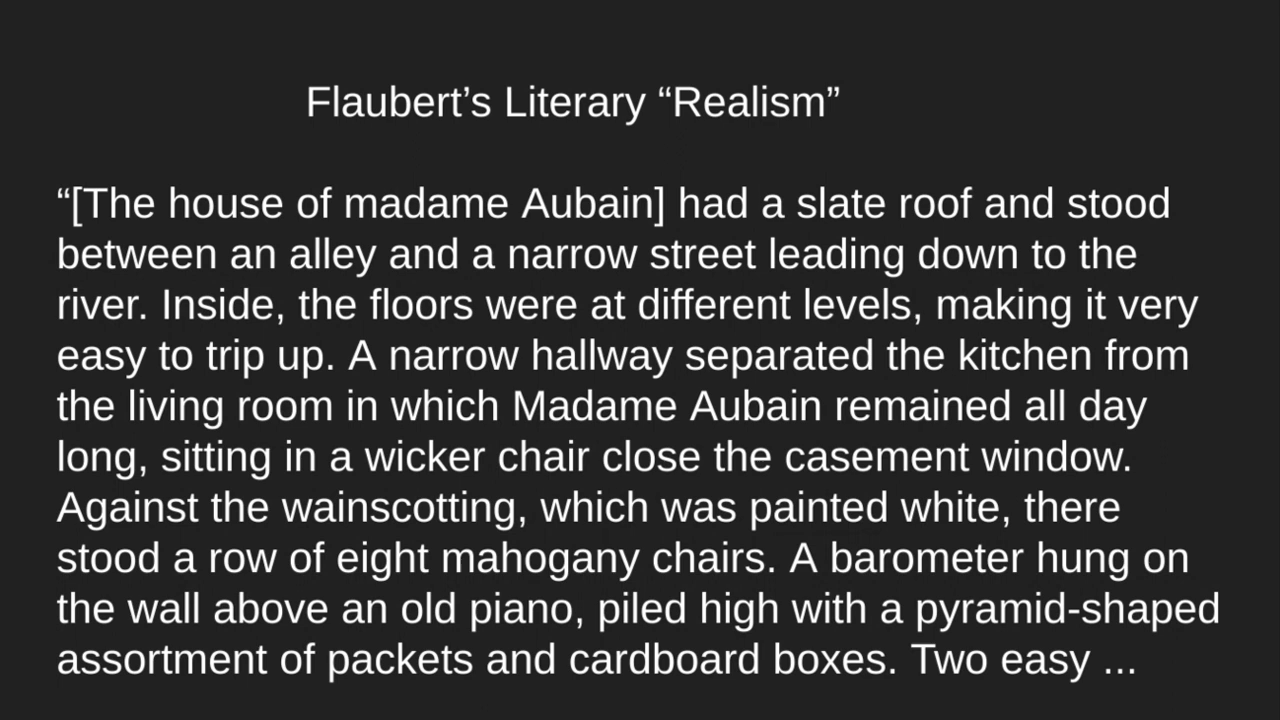 Flaubert’s Literary “Realism”
“[The house of madame Aubain] had a slate roof and stood
between an alley and a narrow street leading down to the
river. Inside, the floors were at different levels, making it very
easy to trip up. A narrow hallway separated the kitchen from
the living room in which Madame Aubain remained all day
long, sitting in a wicker chair close the casement window.
Against the wainscotting, which was painted white, there
stood a row of eight mahogany chairs. A barometer hung on
the wall above an old piano, piled high with a pyramid-shaped
assortment of packets and cardboard boxes. Two easy ...